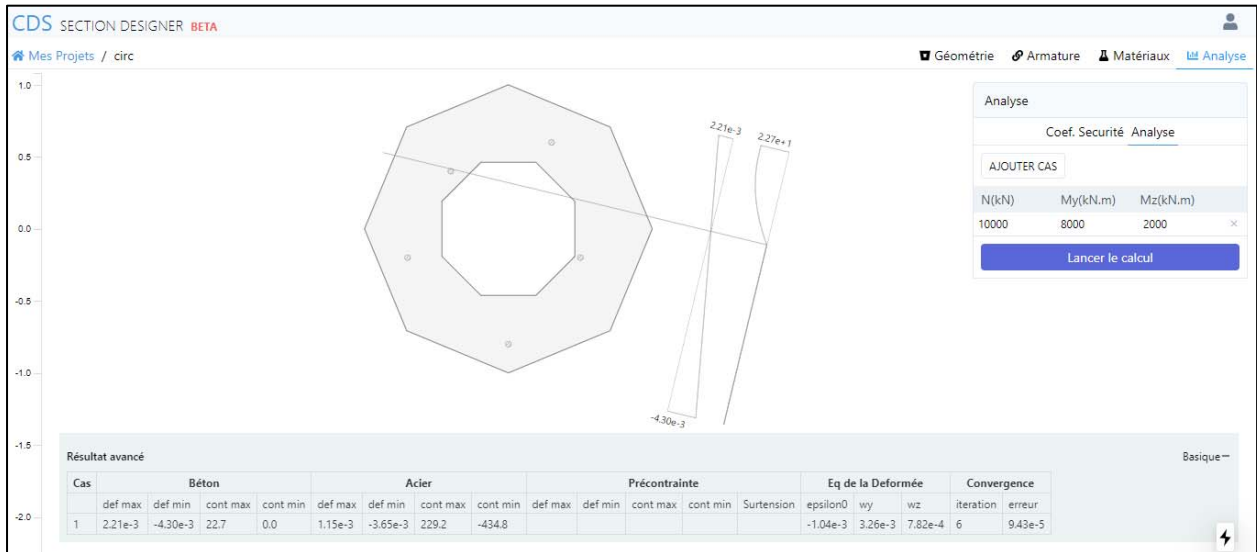 CDS SECTION DESIGNER BETA
Mes Projets / circ
Géométrie Armature Matériaux Analyse
1.0
0.5
0.0
-0.5
-1.0
-1.5
-2.0
2.21e-3
2.27e+1
-4.30e-3
Analyse
Coef. Securité Analyse
AJOUTER CAS
N(kN) My(kN.m) Mz(kN.m)
10000 8000 2000 ×
Lancer le calcul
Résultat avancé Basique−
Cas Béton Acier Précontrainte Eq de la Deformée Convergence
def max def min cont max cont min def max def min cont max cont min def max def min cont max cont min Surtension epsilon0 wy wz iteration erreur
1 2.21e-3 -4.30e-3 22.7 0.0 1.15e-3 -3.65e-3 229.2 -434.8 -1.04e-3 3.26e-3 7.82e-4 6 9.43e-5